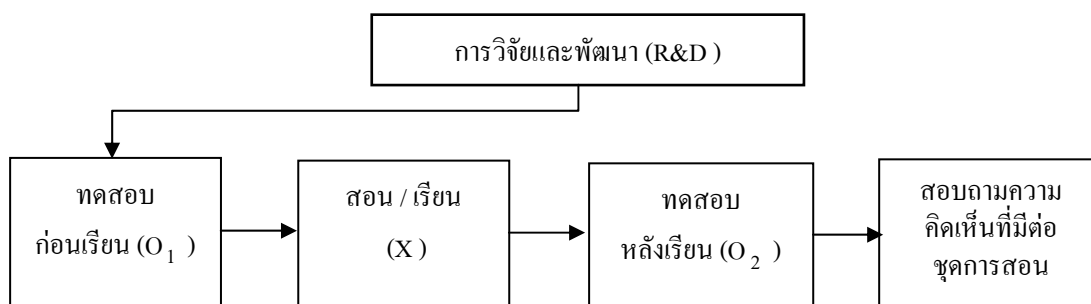 การวิจัยและพัฒนา (R&D )
ทดสอบ
ก่อนเรียน (O1 )
สอน / เรียน
(X )
ทดสอบ
หลังเรียน (O2 )
สอบถามความ
คิดเห็นที่มีต่อ
ชุดการสอน